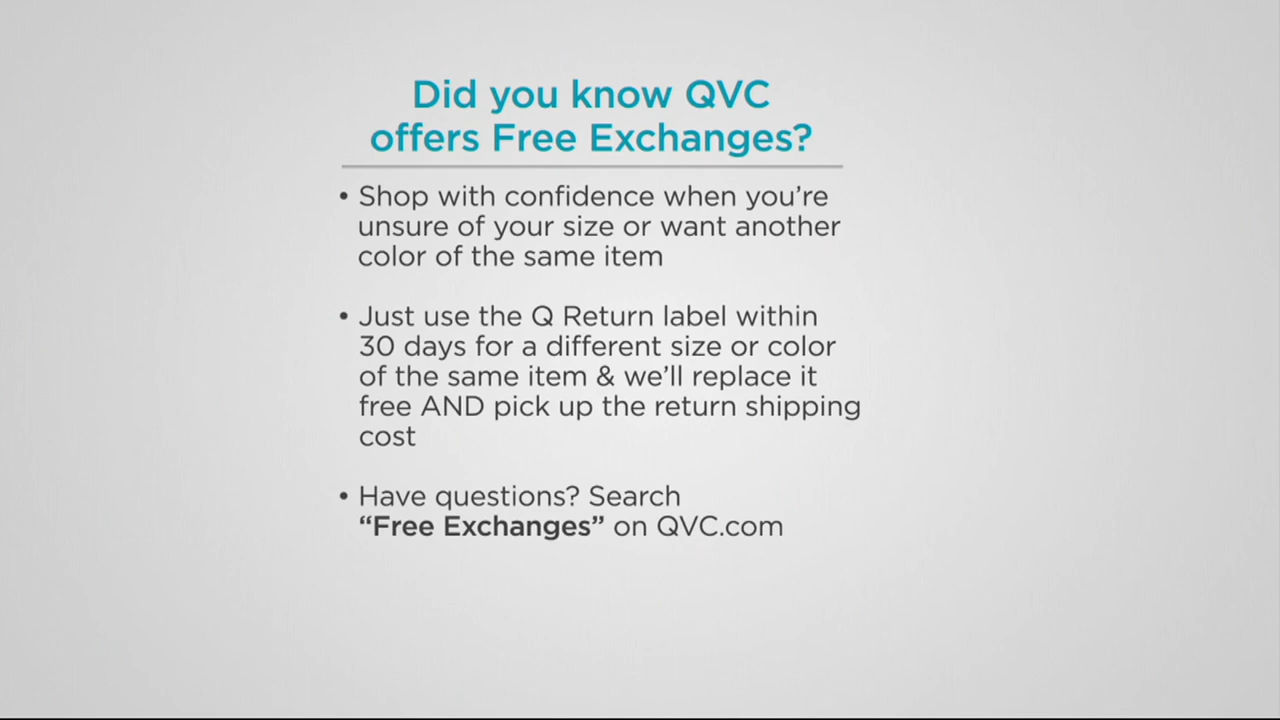 Did you know QVC
offers Free Exchanges?
• Shop with confidence when you’re
unsure of your size or want another
color of the same item
• Just use the Q Return label within
30 days for a different size or color
of the same item & we’ll replace it
free AND pick up the return shipping
cost
• Have questions? Search
“Free Exchanges” on QVC.com